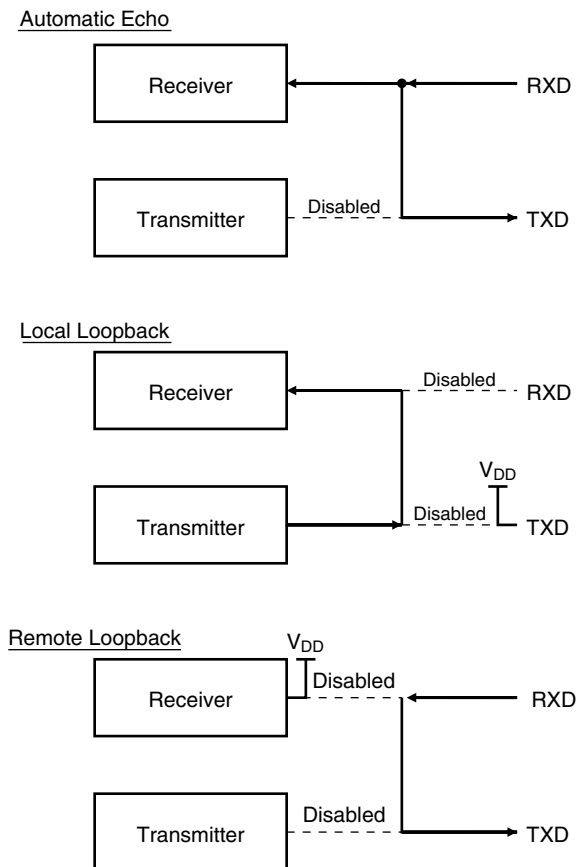 Automatic Echo
Receiver
RXD
Transmitter
Disabled
TXD
Local Loopback
Receiver
Disabled
RXD
VDD
Transmitter
Disabled
TXD
Remote Loopback
VDD
Receiver
Disabled
RXD
Transmitter
Disabled
TXD